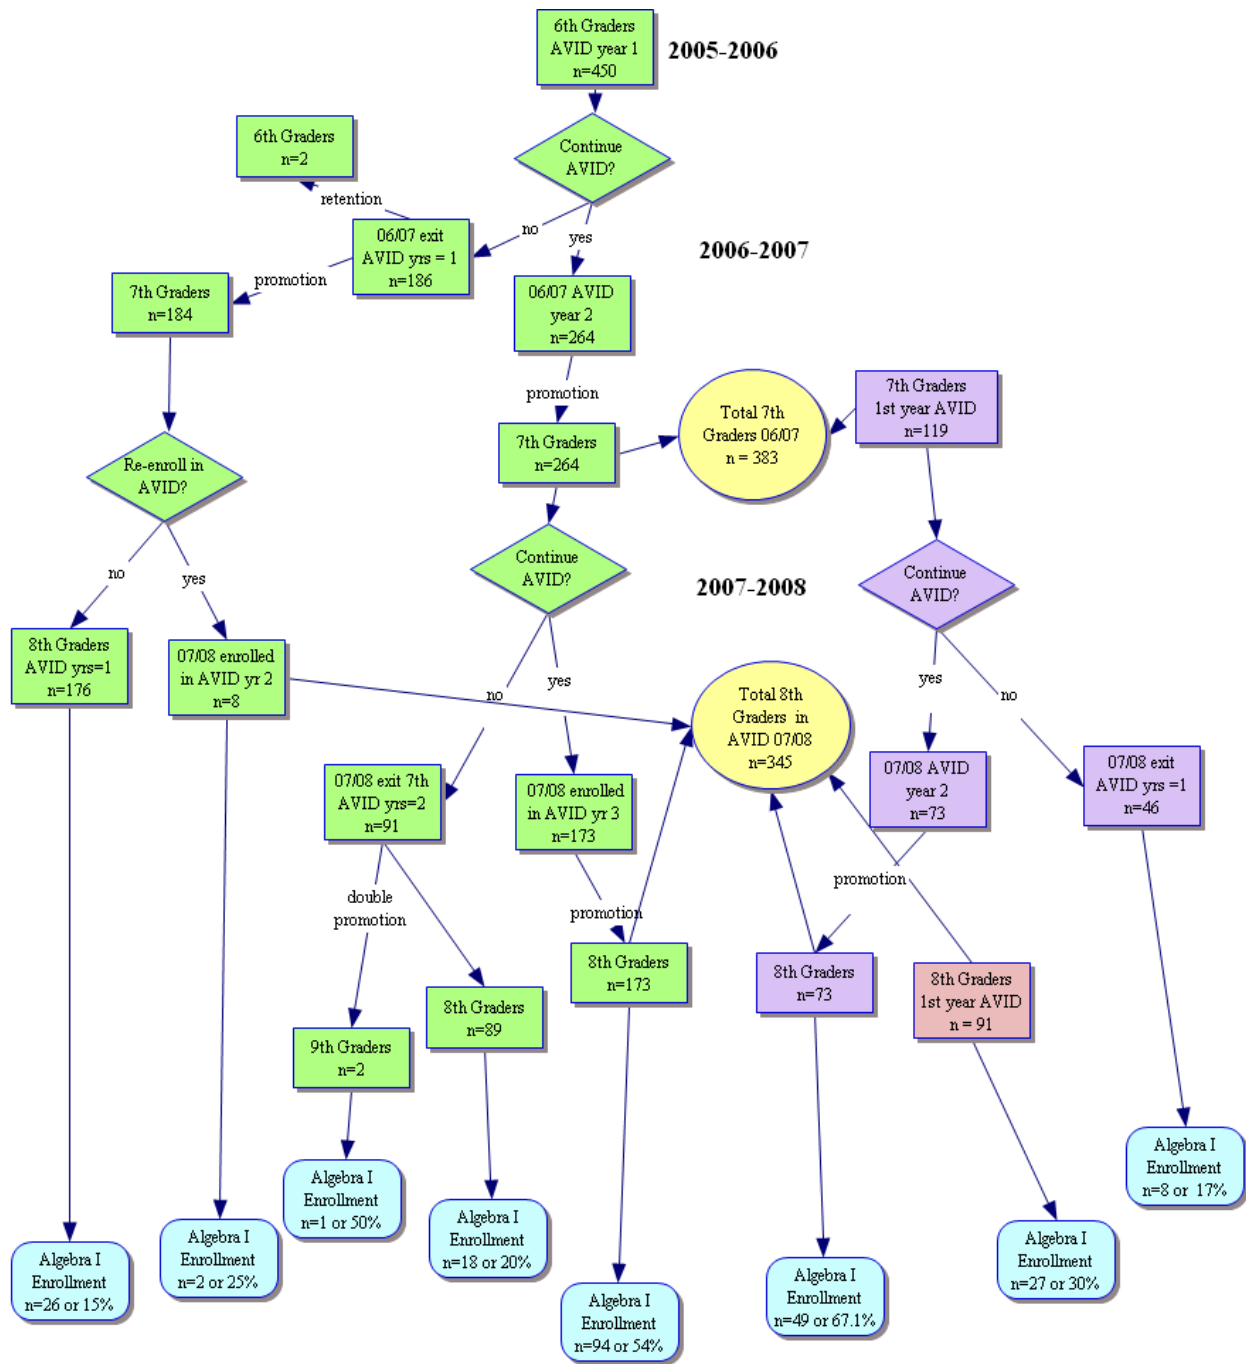 6th Graders
AVID year 1
n=450
2005-2006
6th Graders
n=2
Continue
AVID?
retention
no
yes
06/07 exit
AVID yrs = 1
n=186
2006-2007
promotion
7th Graders
n=184
06/07 AVID
year 2
n=264
promotion
Total 7th
Graders 06/07
n = 383
7th Graders
1st year AVID
n=119
7th Graders
n=264
Re-enroll in
AVID?
Continue
AVID?
2007-2008
Continue
AVID?
no
yes
8th Graders
AVID yrs=1
n=176
07/08 enrolled
in AVID yr 2
n=8
no
yes
Total 8th
Graders in
AVID 07/08
n=345
yes
no
07/08 exit 7th
AVID yrs=2
n=91
07/08 enrolled
in AVID yr 3
n=173
07/08 AVID
year 2
n=73
07/08 exit
AVID yrs =1
n=46
double
promotion
promotion
promotion
8th Graders
n=173
8th Graders
n=73
8th Graders
1st year AVID
n = 91
8th Graders
n=89
9th Graders
n=2
Algebra I
Enrollment
n=8 or 17%
Algebra I
Enrollment
n=1 or 50%
Algebra I
Enrollment
n=18 or 20%
Algebra I
Enrollment
n=2 or 25%
Algebra I
Enrollment
n=27 or 30%
Algebra I
Enrollment
n=26 or 15%
Algebra I
Enrollment
n=49 or 67.1%
Algebra I
Enrollment
n=94 or 54%